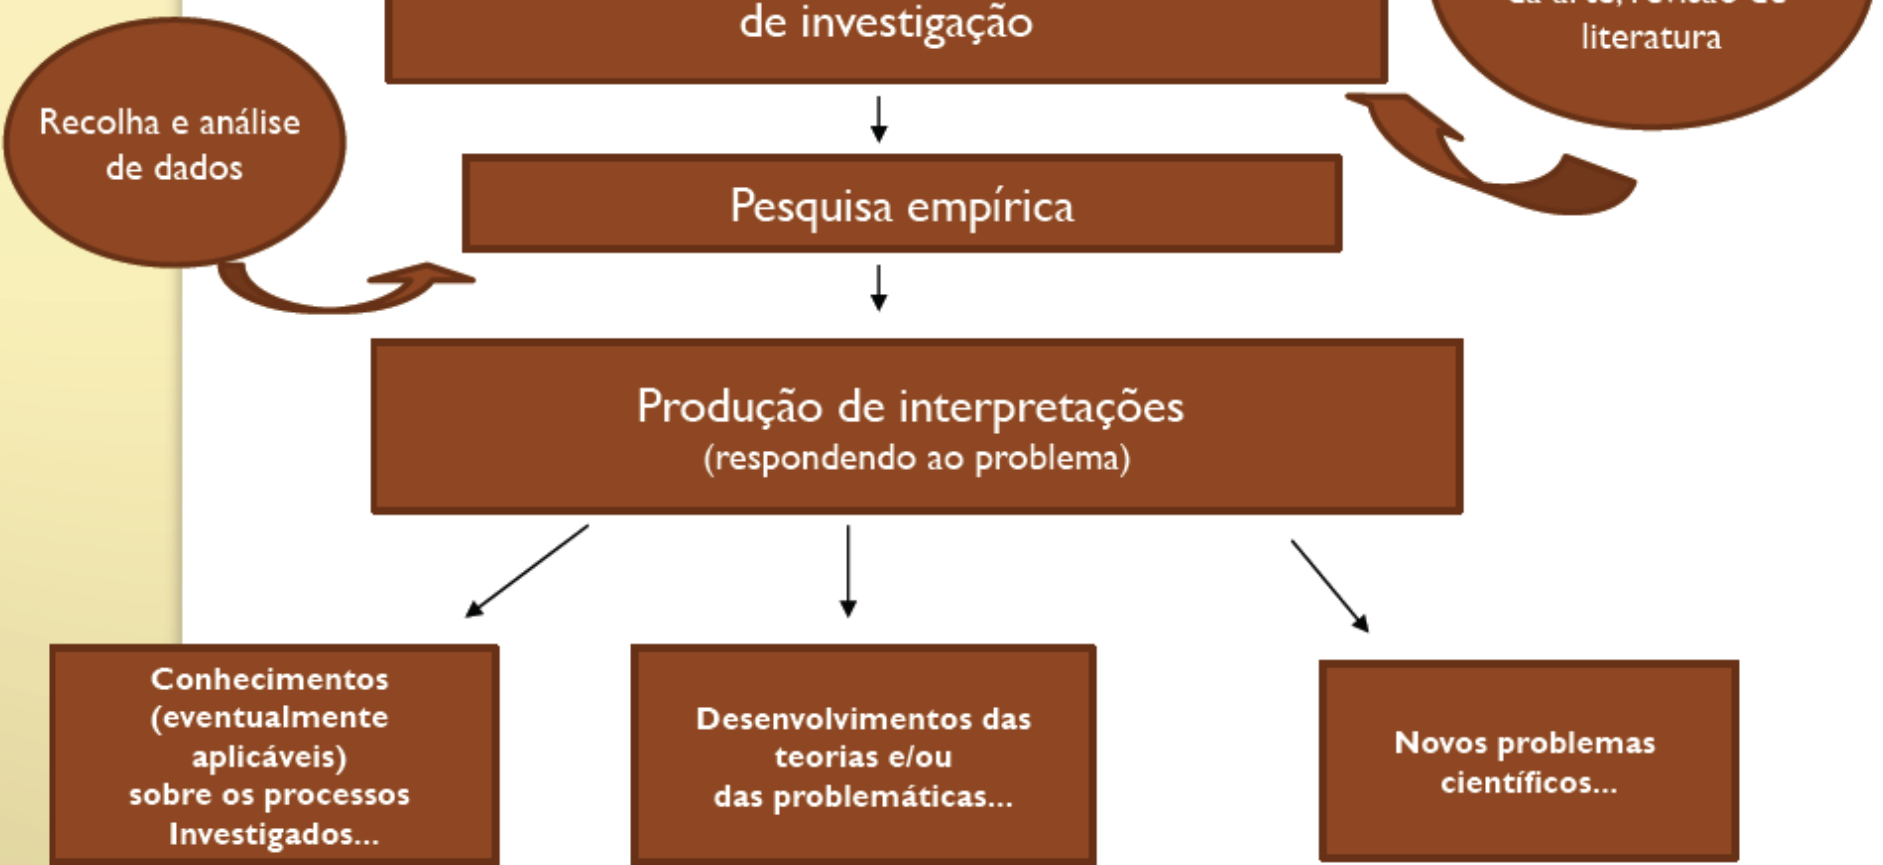 de investigação
literatura
Recolha e análise
de dados
Pesquisa empírica
Produção de interpretações
(respondendo ao problema)
Conhecimentos
(eventualmente
aplicáveis)
sobre os processos
Investigados...
Desenvolvimentos das
teorias e/ou
das problemáticas...
Novos problemas
científicos...